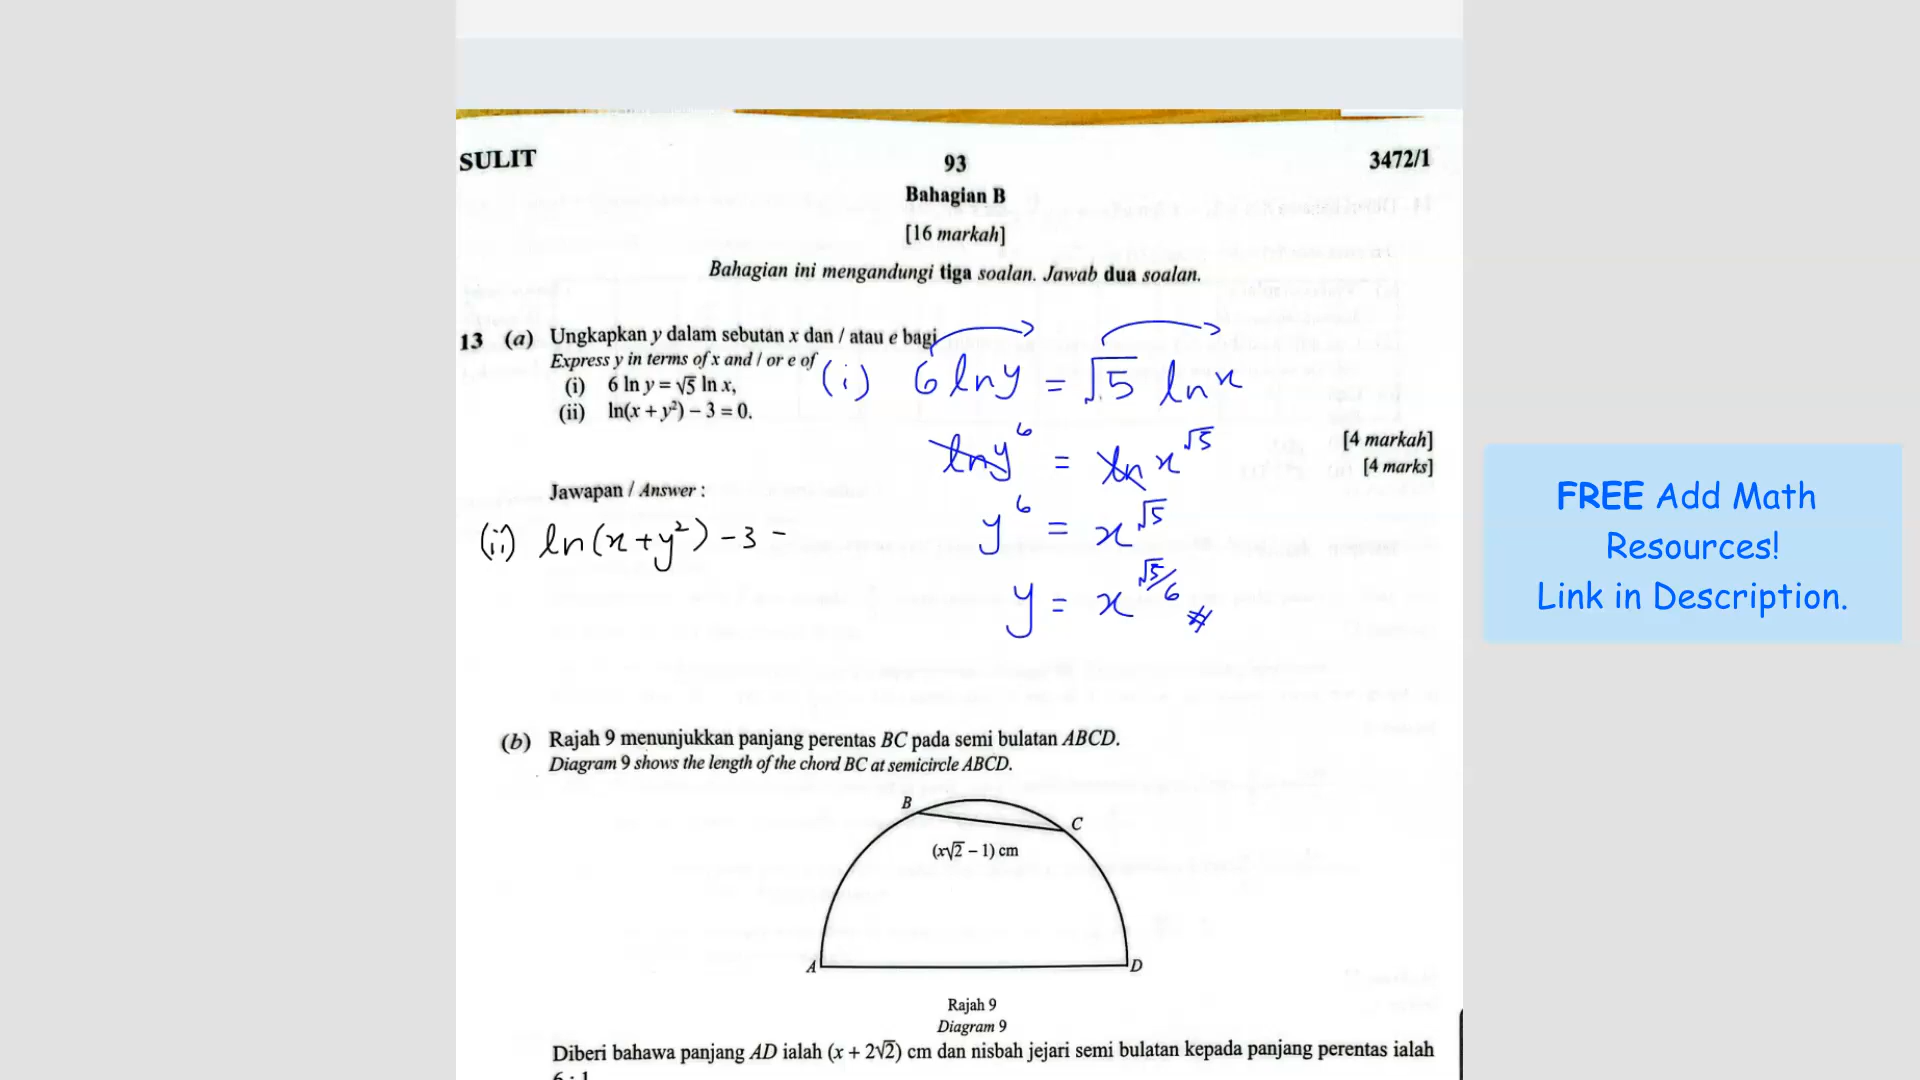 SULIT
93
3472/1
Bahagian B
[16 markah]
Bahagian ini mengandungi tiga soalan. Jawab dua soalan.
13 (a) Ungkapkan y dalam sebutan x dan / atau e bagi
Express y in terms of x and / or e of
(i) 6 ln y = √5 ln x,
(ii) ln(x + y²) – 3 = 0.
[4 markah]
[4 marks]
(i) 6 ln y = √5 ln x
ln y⁶ = ln x^√5
y⁶ = x^√5
y = x^√5/6 #
Jawapan / Answer :
(ii) ln(x+y²) -3 -
(b) Rajah 9 menunjukkan panjang perentas BC pada semi bulatan ABCD.
Diagram 9 shows the length of the chord BC at semicircle ABCD.
B
C
(x√2 – 1) cm
A
D
Rajah 9
Diagram 9
Diberi bahawa panjang AD ialah (x + 2√2) cm dan nisbah jejari semi bulatan kepada panjang perentas ialah
6 : 1
FREE Add Math
Resources!
Link in Description.